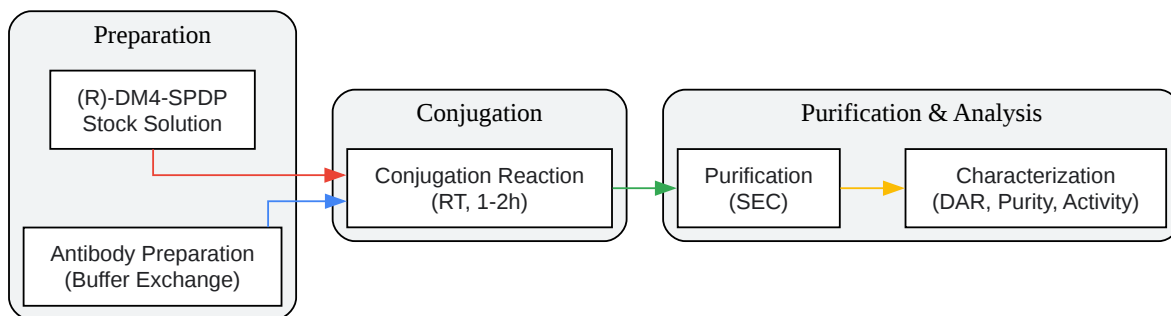 Preparation
(R)-DM4-SPDP
Stock Solution
Antibody Preparation
(Buffer Exchange)
Conjugation
Conjugation Reaction
(RT, 1-2h)
Purification & Analysis
Purification
(SEC)
Characterization
(DAR, Purity, Activity)